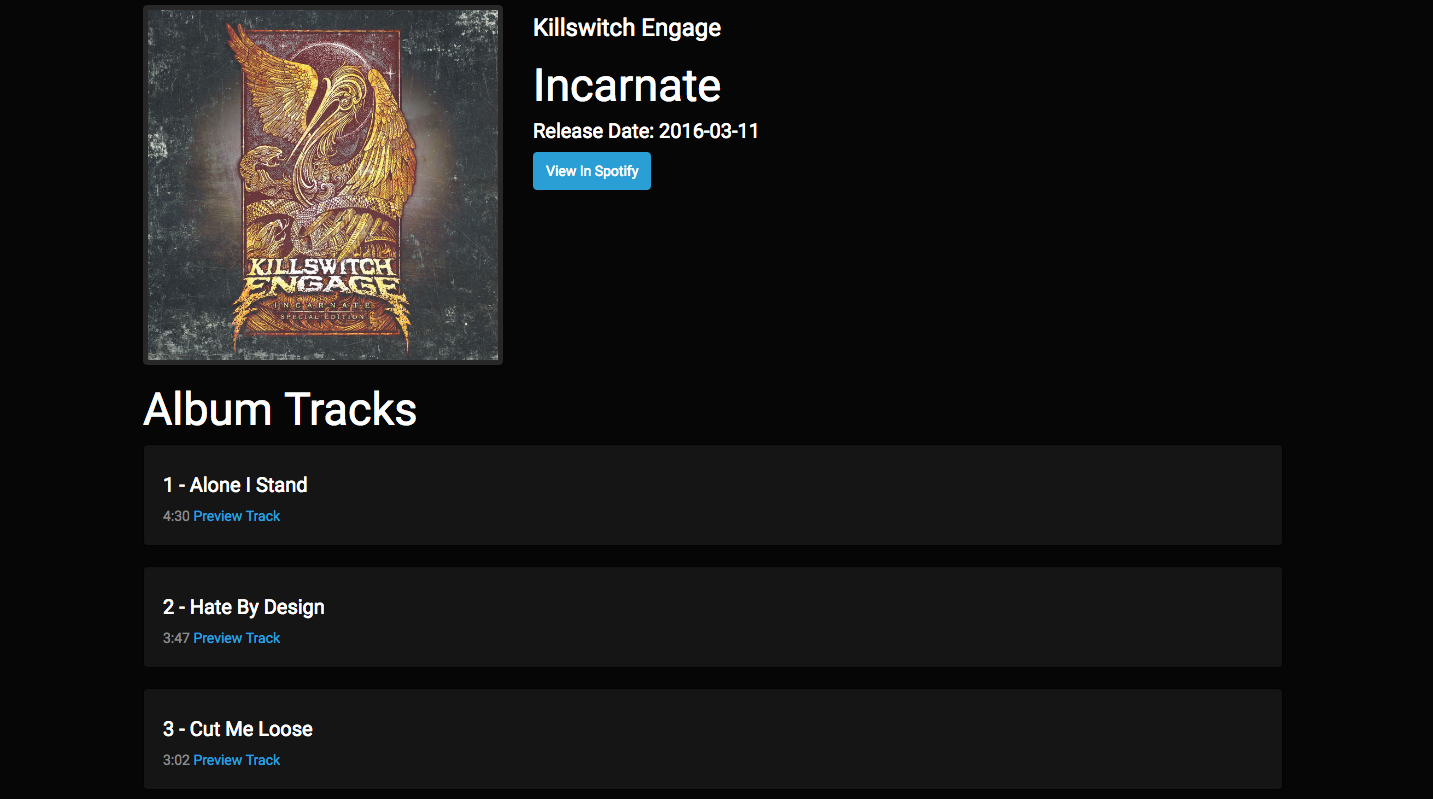 KILLSWITCH
ENGAGE
INCARNATE
SPECIAL EDITION
Killswitch Engage
Incarnate
Release Date: 2016-03-11
View In Spotify
Album Tracks
1 - Alone I Stand
4:30 Preview Track
2 - Hate By Design
3:47 Preview Track
3 - Cut Me Loose
3:02 Preview Track